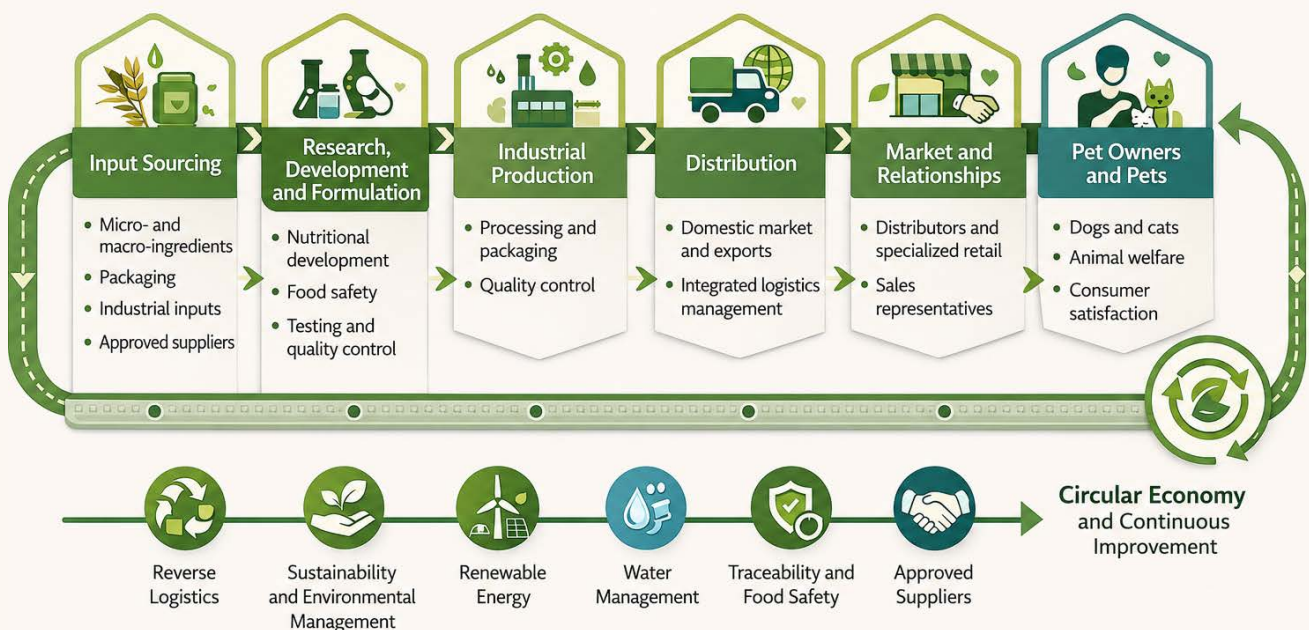 Input Sourcing
Micro- and
macro-ingredients
Packaging
Industrial inputs
Approved suppliers
Research,
Development
and Formulation
Nutritional
development
Food safety
Testing and
quality control
Industrial
Production
Processing and
packaging
Quality control
Distribution
Domestic market
and exports
Integrated logistics
management
Market and
Relationships
Distributors and
specialized retail
Sales
representatives
Pet Owners
and Pets
Dogs and cats
Animal welfare
Consumer
satisfaction
Reverse
Logistics
Sustainability
and Environmental
Management
Renewable
Energy
Water
Management
Traceability and
Food Safety
Approved
Suppliers
Circular Economy
and Continuous
Improvement